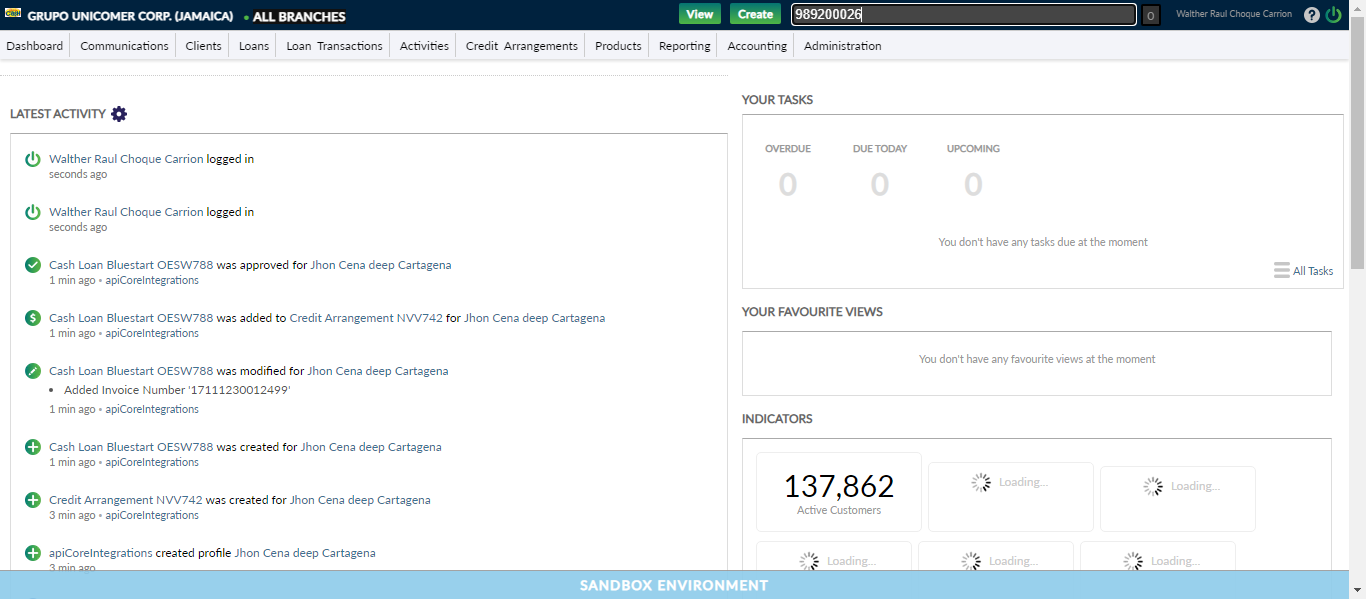 GRUPO UNICOMER CORP. (JAMAICA) • ALL BRANCHES View Create 989200026 0 Walther Raul Choque Carrion ?
Dashboard Communications Clients Loans Loan Transactions Activities Credit Arrangements Products Reporting Accounting Administration
LATEST ACTIVITY
Walther Raul Choque Carrion logged in
seconds ago
Walther Raul Choque Carrion logged in
seconds ago
Cash Loan Bluestart OESW788 was approved for Jhon Cena deep Cartagena
1 min ago • apiCoreIntegrations
Cash Loan Bluestart OESW788 was added to Credit Arrangement NVV742 for Jhon Cena deep Cartagena
1 min ago • apiCoreIntegrations
Cash Loan Bluestart OESW788 was modified for Jhon Cena deep Cartagena
• Added Invoice Number '17111230012499'
1 min ago • apiCoreIntegrations
Cash Loan Bluestart OESW788 was created for Jhon Cena deep Cartagena
1 min ago • apiCoreIntegrations
Credit Arrangement NVV742 was created for Jhon Cena deep Cartagena
3 min ago • apiCoreIntegrations
apiCoreIntegrations created profile Jhon Cena deep Cartagena
3 min ago
YOUR TASKS
OVERDUE DUE TODAY UPCOMING
0 0 0
You don't have any tasks due at the moment
All Tasks
YOUR FAVOURITE VIEWS
You don't have any favourite views at the moment
INDICATORS
137,862
Active Customers
Loading... Loading...
Loading... Loading... Loading...
SANDBOX ENVIRONMENT